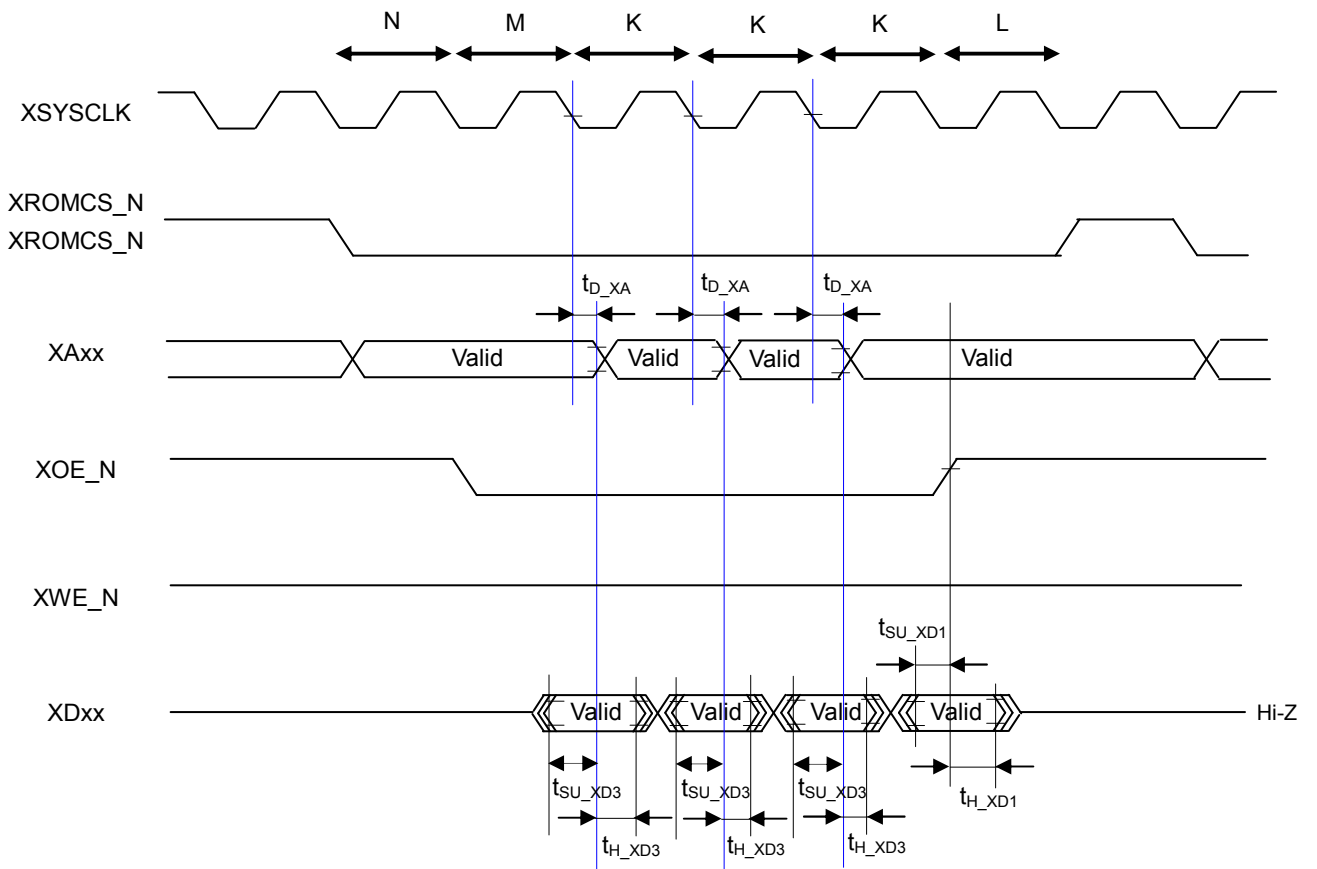 N M K K K L
XSYSCLK
XROMCS_N
XROMCS_N
tD_XA tD_XA tD_XA
XAxx Valid Valid Valid Valid
XOE_N
XWE_N
tSU_XD1
XDxx Valid Valid Valid Valid Hi-Z
tSU_XD3 tSU_XD3 tSU_XD3 tH_XD1
tH_XD3 tH_XD3 tH_XD3